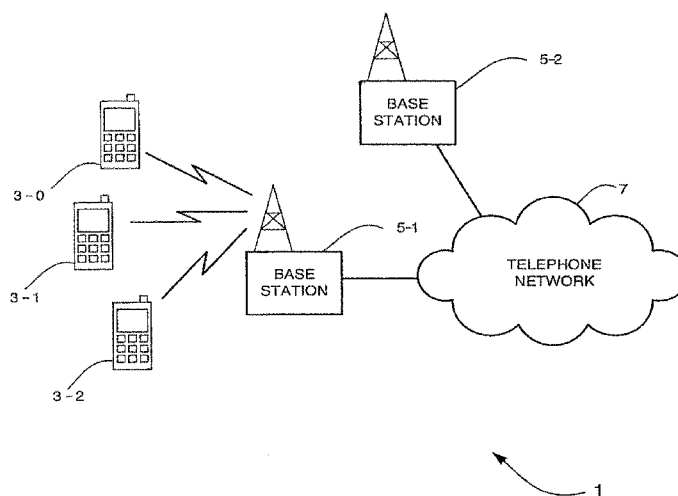 5-2
BASE
STATION
3-0
7
5-1
3-1
BASE
STATION
TELEPHONE
NETWORK
3-2
1